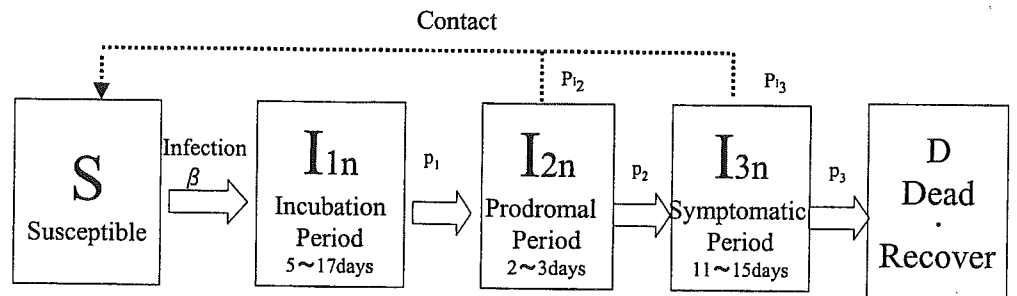 Contact
P_i2
P_i3
S
Susceptible
Infection
β
I1n
Incubation
Period
5～17days
p1
I2n
Prodromal
Period
2～3days
p2
I3n
Symptomatic
Period
11～15days
p3
D
Dead
·
Recover